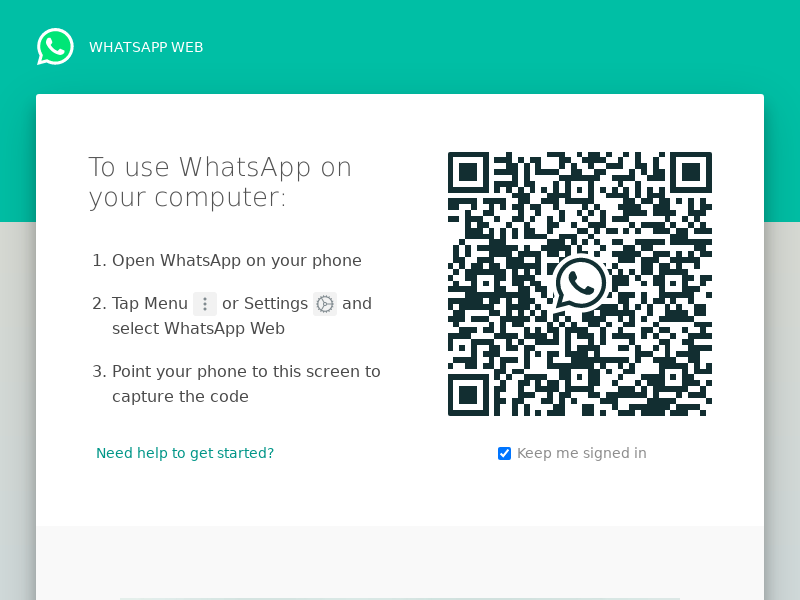 WHATSAPP WEB
To use WhatsApp on
your computer:
1. Open WhatsApp on your phone
2. Tap Menu or Settings and
select WhatsApp Web
3. Point your phone to this screen to
capture the code
Need help to get started?
Keep me signed in